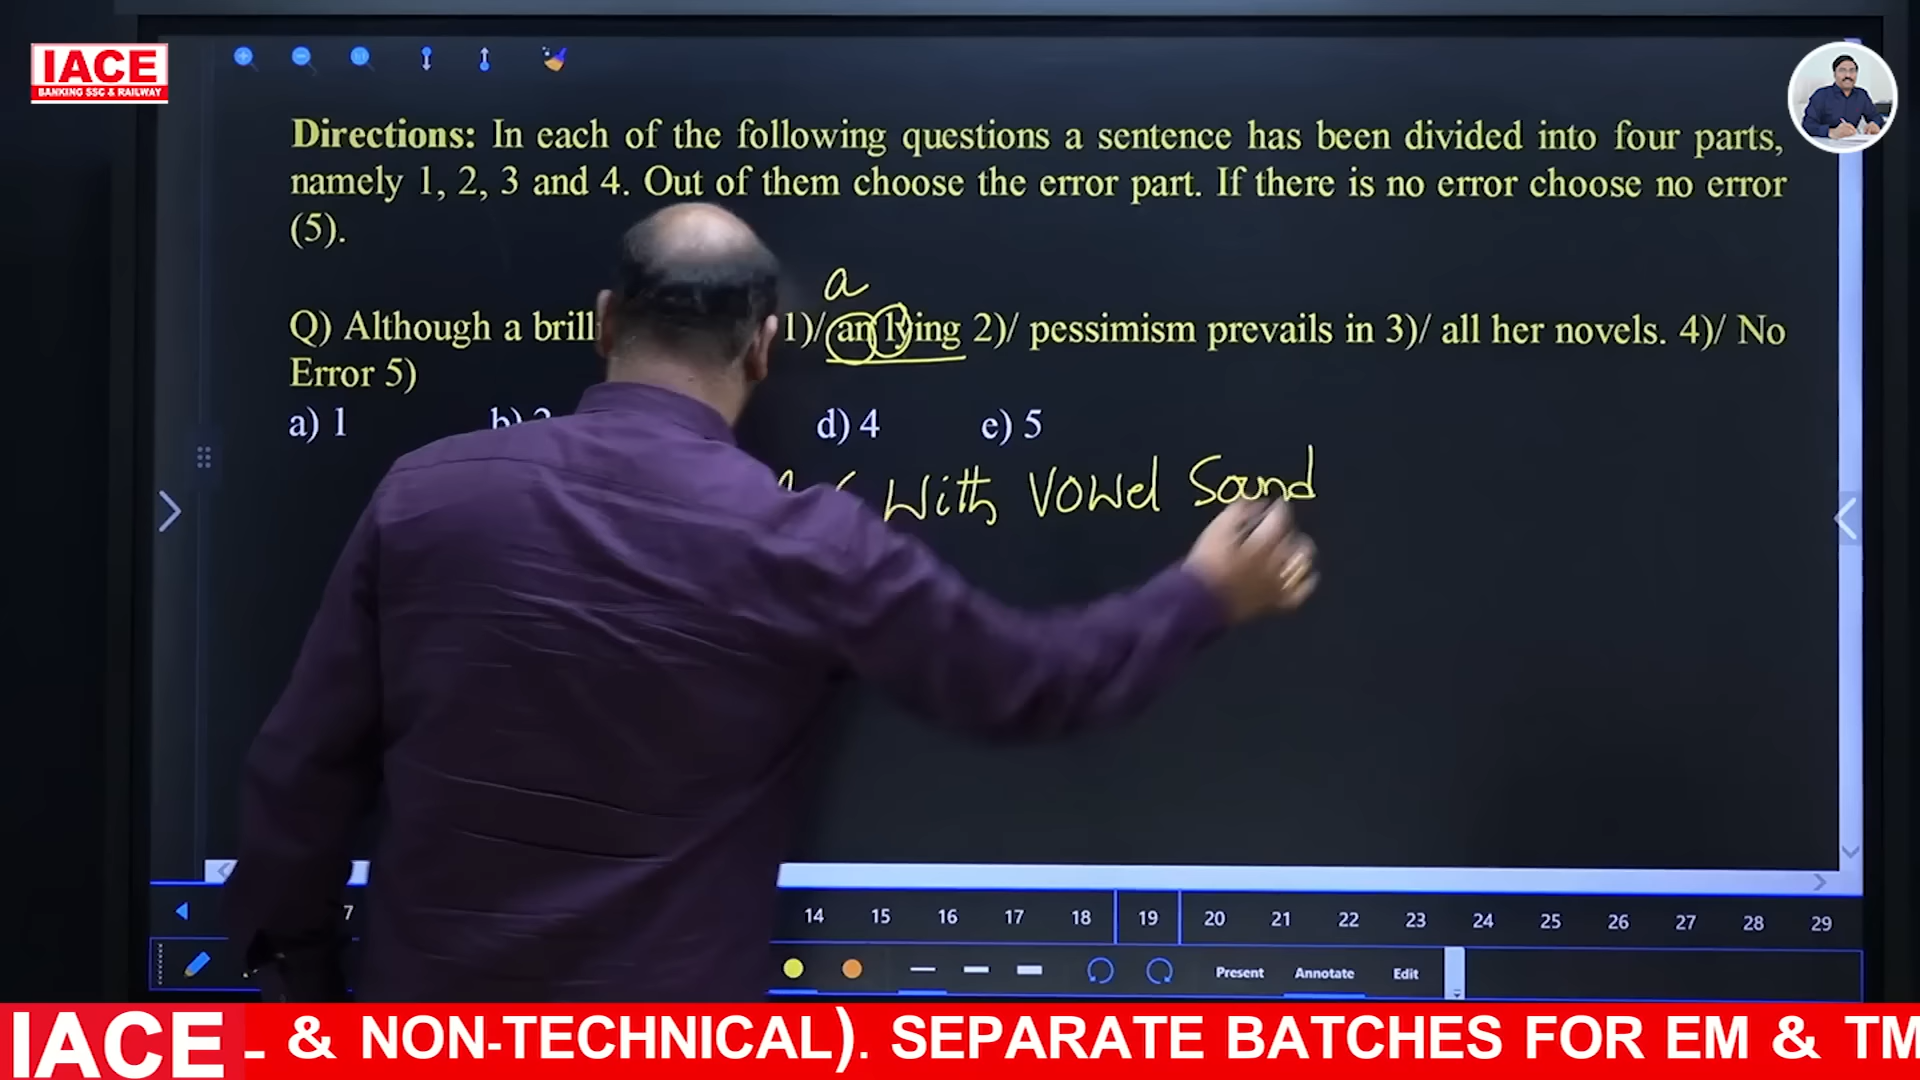 IACE
BANKING SSC & RAILWAY
Directions: In each of the following questions a sentence has been divided into four parts,
namely 1, 2, 3 and 4. Out of them choose the error part. If there is no error choose no error
(5).
a
Q) Although a 1)/ an lying 2)/ pessimism prevails in 3)/ all her novels. 4)/ No
Error 5)
a) 1 b) d) 4 e) 5
With Vowel Sound
7 14 15 16 17 18 19 20 21 22 23 24 25 26 27 28 29
Present Annotate Edit
IACE & NON-TECHNICAL). SEPARATE BATCHES FOR EM & TM